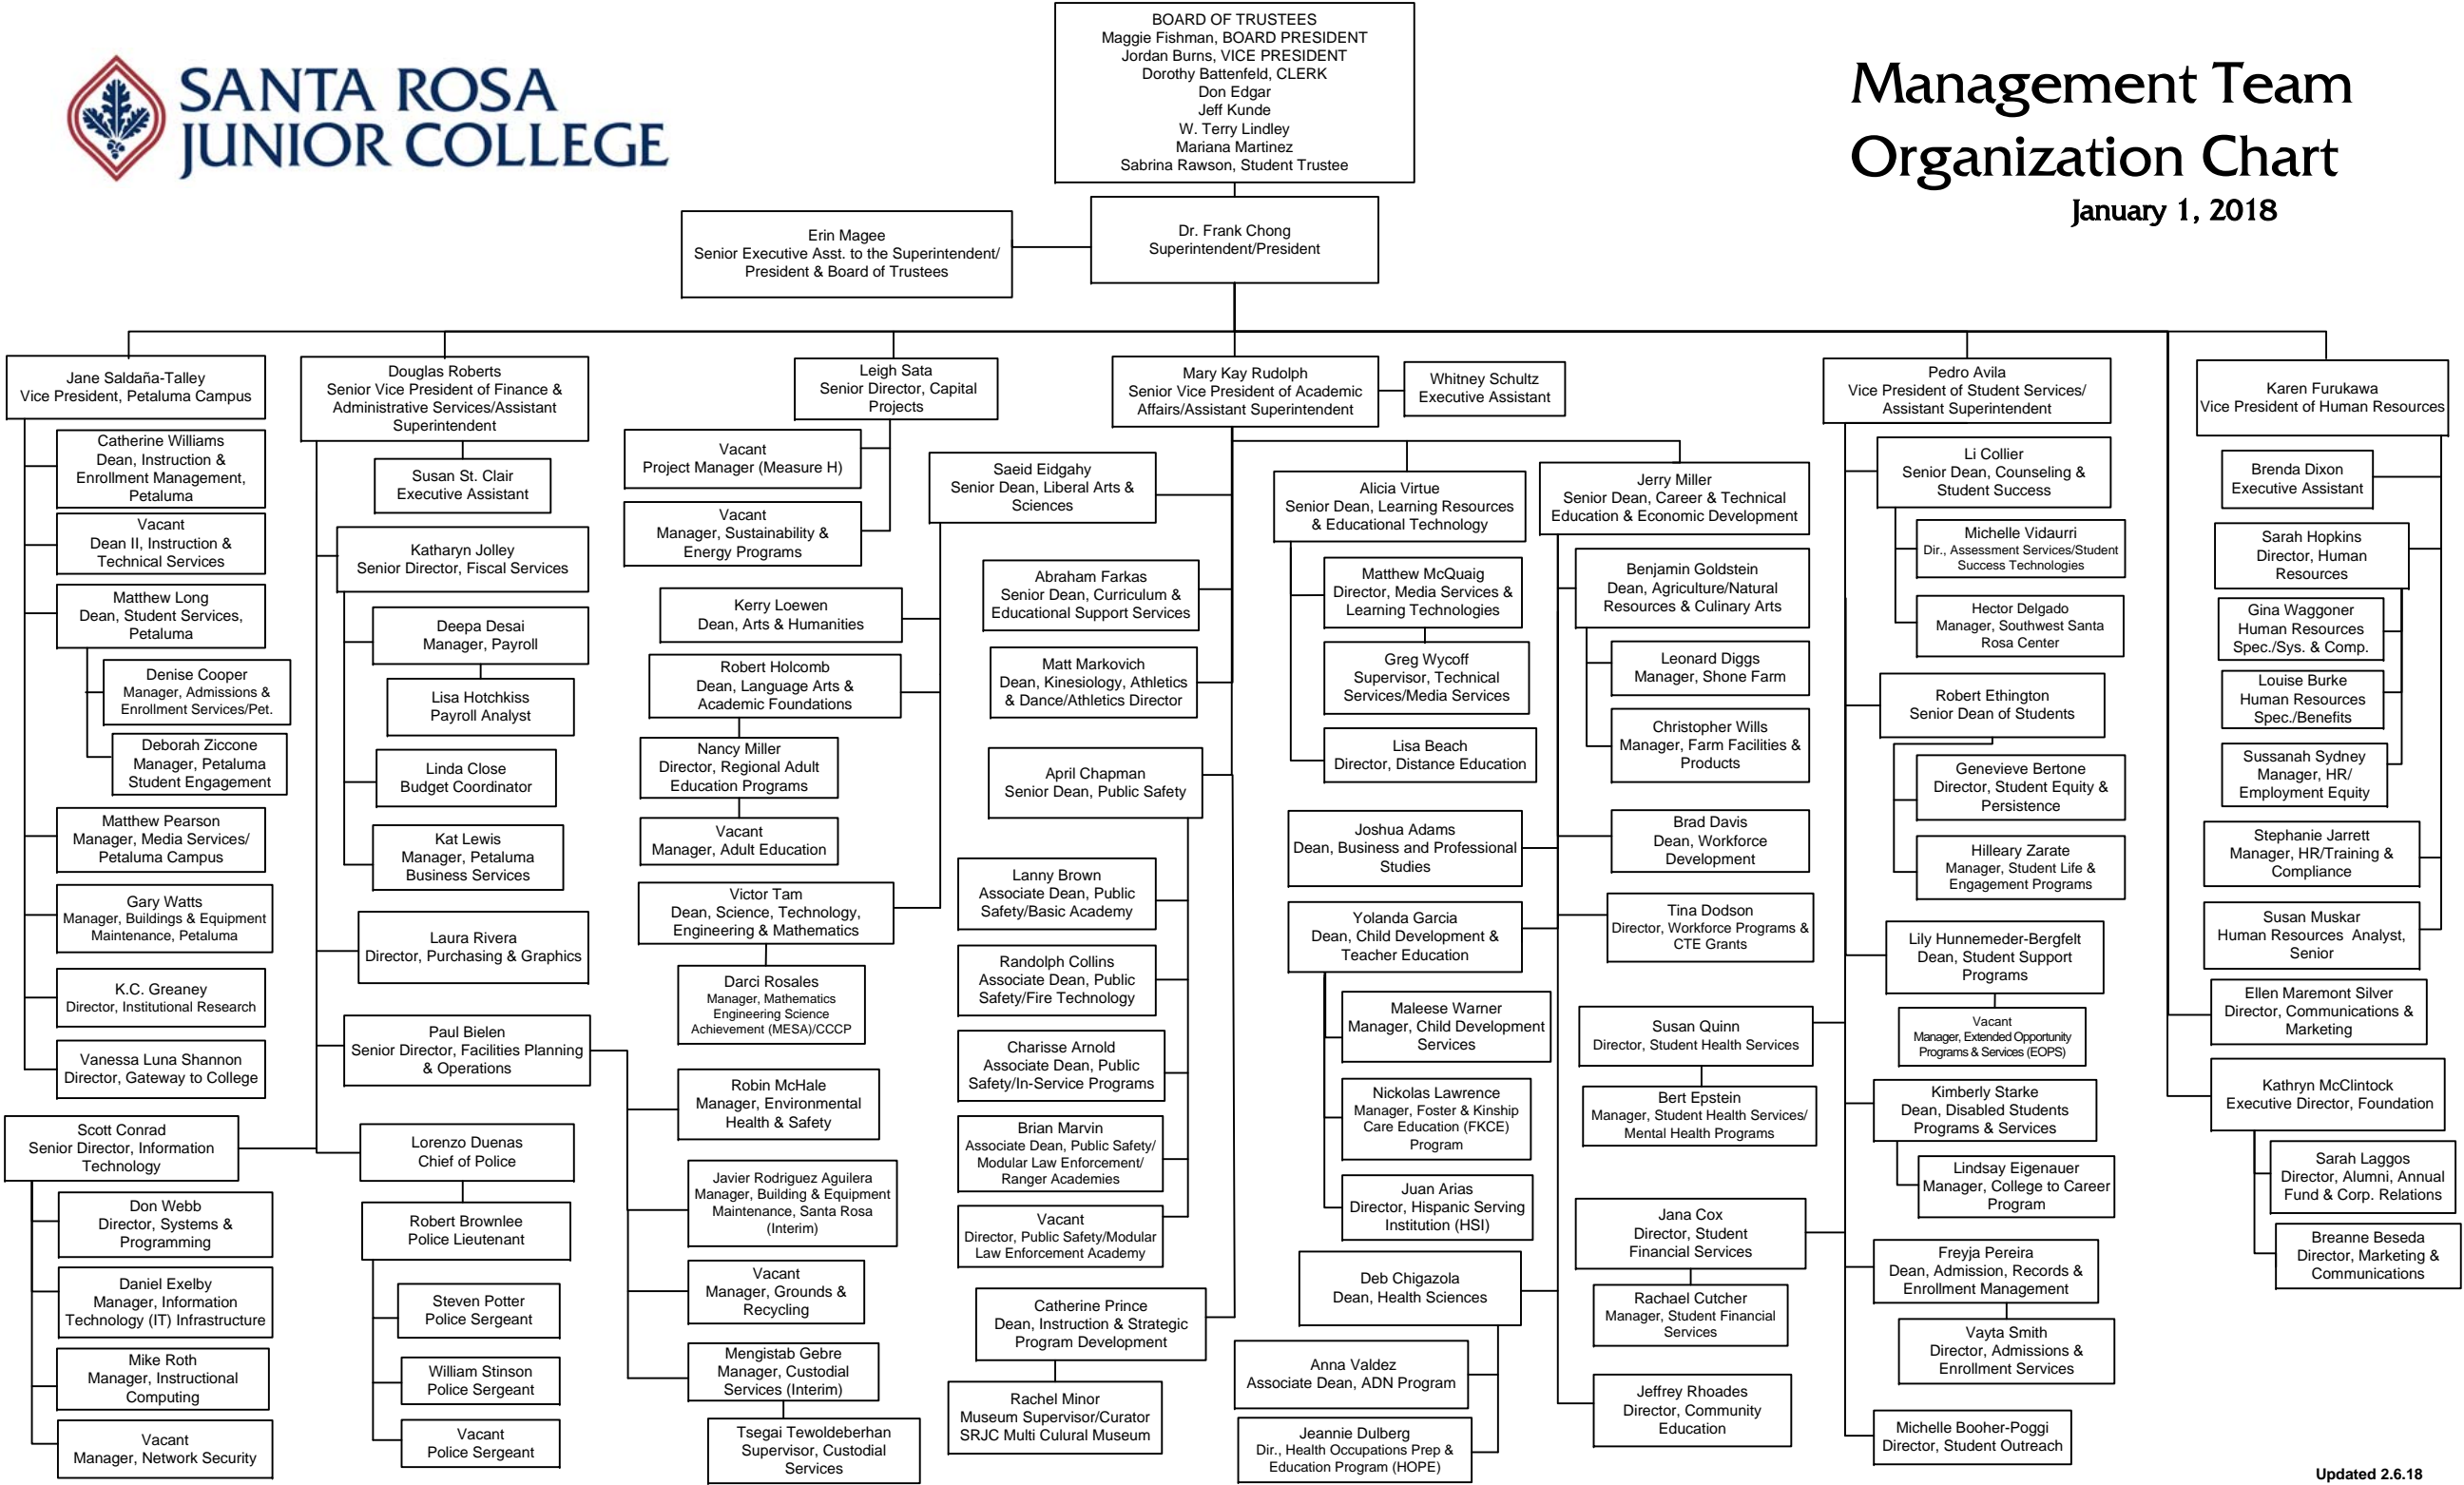 BOARD OF TRUSTEES
Maggie Fishman, BOARD PRESIDENT
Jordan Burns, VICE PRESIDENT
Dorothy Battenfeld, CLERK
Don Edgar
Jeff Kunde
W. Terry Lindley
Mariana Martinez
Sabrina Rawson, Student Trustee
SANTA ROSA
JUNIOR COLLEGE
Management Team
Organization Chart
January 1, 2018
Erin Magee
Senior Executive Asst. to the Superintendent/
President & Board of Trustees
Dr. Frank Chong
Superintendent/President
Jane Saldaña-Talley
Vice President, Petaluma Campus
Catherine Williams
Dean, Instruction &
Enrollment Management,
Petaluma
Vacant
Dean II, Instruction &
Technical Services
Matthew Long
Dean, Student Services,
Petaluma
Denise Cooper
Manager, Admissions &
Enrollment Services/Pet.
Deborah Ziccone
Manager, Petaluma
Student Engagement
Matthew Pearson
Manager, Media Services/
Petaluma Campus
Gary Watts
Manager, Buildings & Equipment
Maintenance, Petaluma
K.C. Greaney
Director, Institutional Research
Vanessa Luna Shannon
Director, Gateway to College
Scott Conrad
Senior Director, Information
Technology
Don Webb
Director, Systems &
Programming
Daniel Exelby
Manager, Information
Technology (IT) Infrastructure
Mike Roth
Manager, Instructional
Computing
Vacant
Manager, Network Security
Douglas Roberts
Senior Vice President of Finance &
Administrative Services/Assistant
Superintendent
Susan St. Clair
Executive Assistant
Katharyn Jolley
Senior Director, Fiscal Services
Deepa Desai
Manager, Payroll
Lisa Hotchkiss
Payroll Analyst
Linda Close
Budget Coordinator
Kat Lewis
Manager, Petaluma
Business Services
Laura Rivera
Director, Purchasing & Graphics
Paul Bielen
Senior Director, Facilities Planning
& Operations
Lorenzo Duenas
Chief of Police
Robert Brownlee
Police Lieutenant
Steven Potter
Police Sergeant
William Stinson
Police Sergeant
Vacant
Police Sergeant
Leigh Sata
Senior Director, Capital
Projects
Vacant
Project Manager (Measure H)
Vacant
Manager, Sustainability &
Energy Programs
Kerry Loewen
Dean, Arts & Humanities
Robert Holcomb
Dean, Language Arts &
Academic Foundations
Nancy Miller
Director, Regional Adult
Education Programs
Vacant
Manager, Adult Education
Victor Tam
Dean, Science, Technology,
Engineering & Mathematics
Darci Rosales
Manager, Mathematics
Engineering Science
Achievement (MESA)/CCCP
Robin McHale
Manager, Environmental
Health & Safety
Javier Rodriguez Aguilera
Manager, Building & Equipment
Maintenance, Santa Rosa
(Interim)
Vacant
Manager, Grounds &
Recycling
Mengistab Gebre
Manager, Custodial
Services (Interim)
Tsegai Tewoldeberhan
Supervisor, Custodial
Services
Mary Kay Rudolph
Senior Vice President of Academic
Affairs/Assistant Superintendent
Whitney Schultz
Executive Assistant
Saeid Eidgahy
Senior Dean, Liberal Arts &
Sciences
Abraham Farkas
Senior Dean, Curriculum &
Educational Support Services
Matt Markovich
Dean, Kinesiology, Athletics
& Dance/Athletics Director
April Chapman
Senior Dean, Public Safety
Lanny Brown
Associate Dean, Public
Safety/Basic Academy
Randolph Collins
Associate Dean, Public
Safety/Fire Technology
Charisse Arnold
Associate Dean, Public
Safety/In-Service Programs
Brian Marvin
Associate Dean, Public Safety/
Modular Law Enforcement/
Ranger Academies
Vacant
Director, Public Safety/Modular
Law Enforcement Academy
Catherine Prince
Dean, Instruction & Strategic
Program Development
Rachel Minor
Museum Supervisor/Curator
SRJC Multi Culural Museum
Alicia Virtue
Senior Dean, Learning Resources
& Educational Technology
Matthew McQuaig
Director, Media Services &
Learning Technologies
Greg Wycoff
Supervisor, Technical
Services/Media Services
Lisa Beach
Director, Distance Education
Joshua Adams
Dean, Business and Professional
Studies
Yolanda Garcia
Dean, Child Development &
Teacher Education
Maleese Warner
Manager, Child Development
Services
Nickolas Lawrence
Manager, Foster & Kinship
Care Education (FKCE)
Program
Juan Arias
Director, Hispanic Serving
Institution (HSI)
Deb Chigazola
Dean, Health Sciences
Anna Valdez
Associate Dean, ADN Program
Jeannie Dulberg
Dir., Health Occupations Prep &
Education Program (HOPE)
Jerry Miller
Senior Dean, Career & Technical
Education & Economic Development
Benjamin Goldstein
Dean, Agriculture/Natural
Resources & Culinary Arts
Leonard Diggs
Manager, Shone Farm
Christopher Wills
Manager, Farm Facilities &
Products
Brad Davis
Dean, Workforce
Development
Tina Dodson
Director, Workforce Programs &
CTE Grants
Susan Quinn
Director, Student Health Services
Bert Epstein
Manager, Student Health Services/
Mental Health Programs
Jana Cox
Director, Student
Financial Services
Rachael Cutcher
Manager, Student Financial
Services
Jeffrey Rhoades
Director, Community
Education
Pedro Avila
Vice President of Student Services/
Assistant Superintendent
Li Collier
Senior Dean, Counseling &
Student Success
Michelle Vidaurri
Dir., Assessment Services/Student
Success Technologies
Hector Delgado
Manager, Southwest Santa
Rosa Center
Robert Ethington
Senior Dean of Students
Genevieve Bertone
Director, Student Equity &
Persistence
Hilleary Zarate
Manager, Student Life &
Engagement Programs
Lily Hunnemeder-Bergfelt
Dean, Student Support
Programs
Vacant
Manager, Extended Opportunity
Programs & Services (EOPS)
Kimberly Starke
Dean, Disabled Students
Programs & Services
Lindsay Eigenauer
Manager, College to Career
Program
Freyja Pereira
Dean, Admission, Records &
Enrollment Management
Vayta Smith
Director, Admissions &
Enrollment Services
Michelle Booher-Poggi
Director, Student Outreach
Karen Furukawa
Vice President of Human Resources
Brenda Dixon
Executive Assistant
Sarah Hopkins
Director, Human
Resources
Gina Waggoner
Human Resources
Spec./Sys. & Comp.
Louise Burke
Human Resources
Spec./Benefits
Sussanah Sydney
Manager, HR/
Employment Equity
Stephanie Jarrett
Manager, HR/Training &
Compliance
Susan Muskar
Human Resources Analyst,
Senior
Ellen Maremont Silver
Director, Communications &
Marketing
Kathryn McClintock
Executive Director, Foundation
Sarah Laggos
Director, Alumni, Annual
Fund & Corp. Relations
Breanne Beseda
Director, Marketing &
Communications
Updated 2.6.18